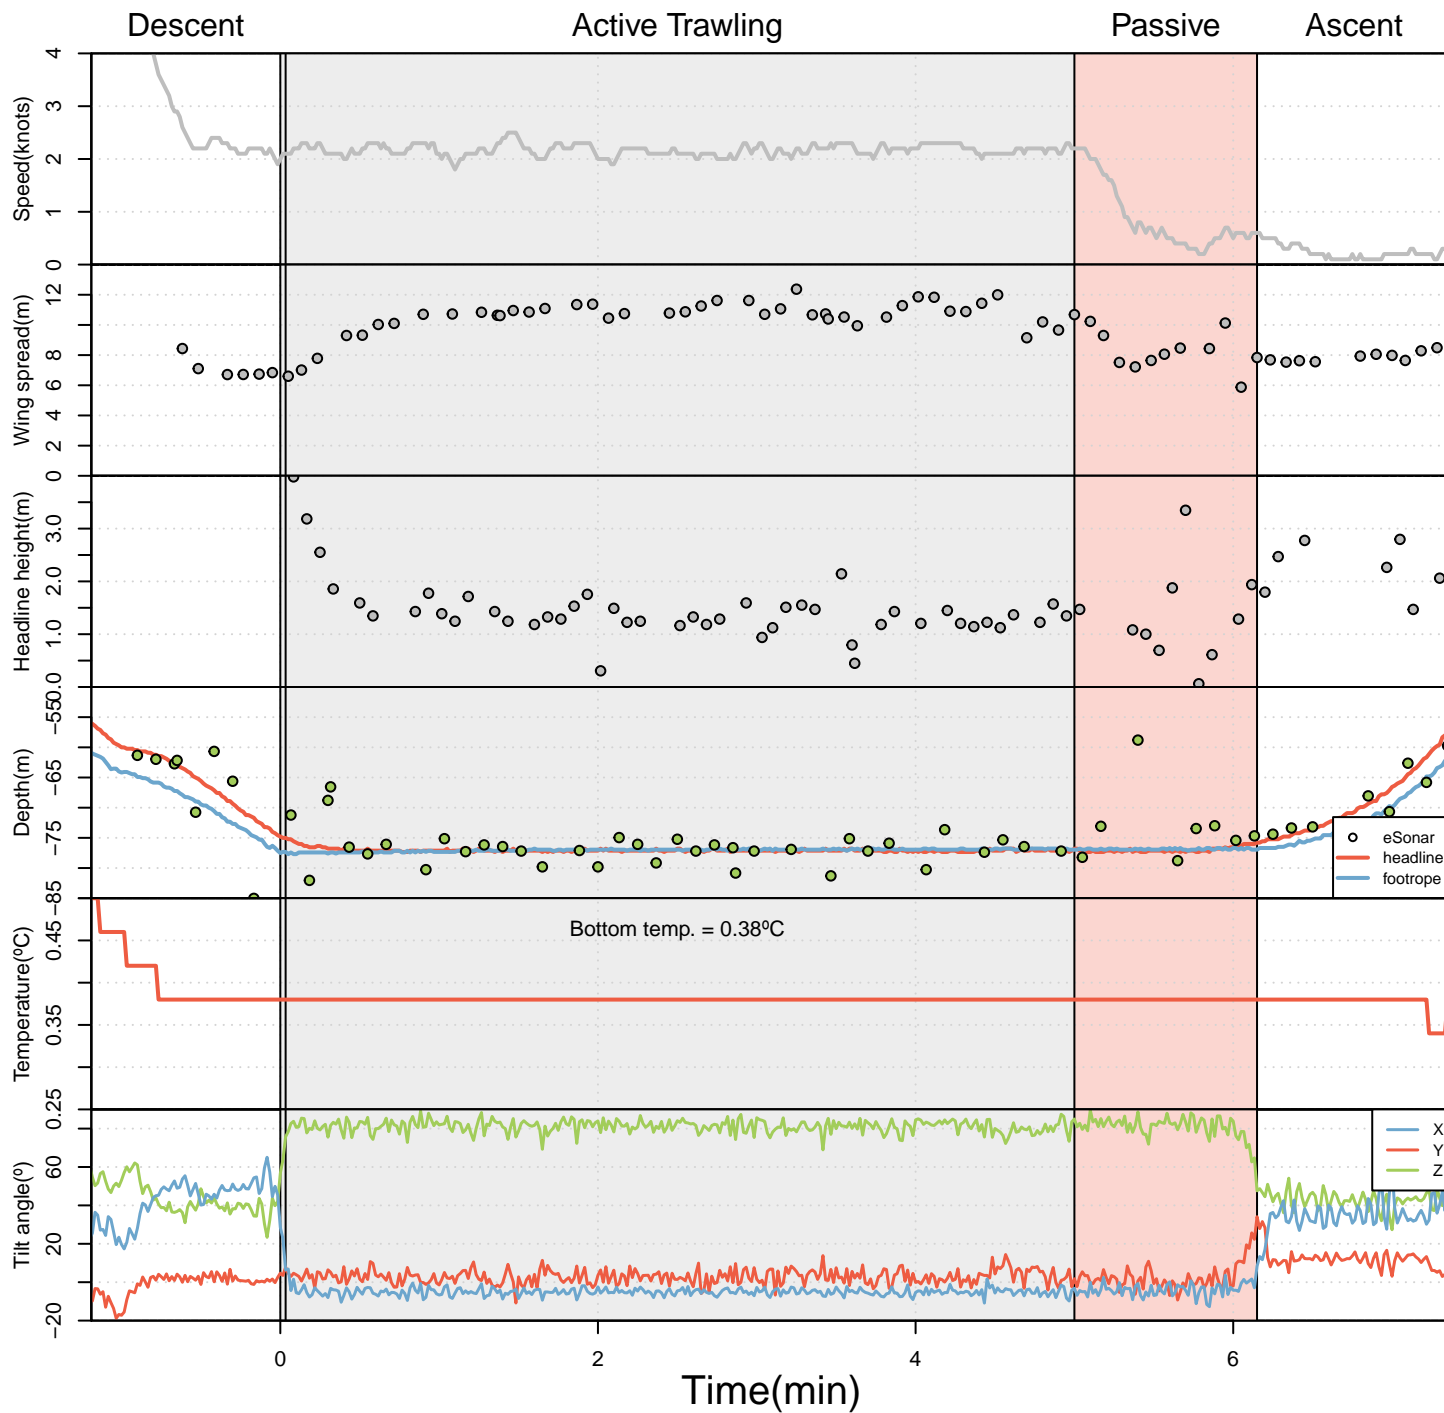 Descent Active Trawling Passive Ascent
Speed(knots)
4
3
2
1
0
Wing spread(m)
12
8
6
4
2
0
Headline height(m)
3.0
2.0
1.0
0.0
Depth(m)
−55
−65
−75
−85
eSonar
headline
footrope
Temperature(ºC)
0.45
0.35
0.25
Bottom temp. = 0.38ºC
Tilt angle(º)
60
20
−20
X
Y
Z
0 2 4 6
Time(min)